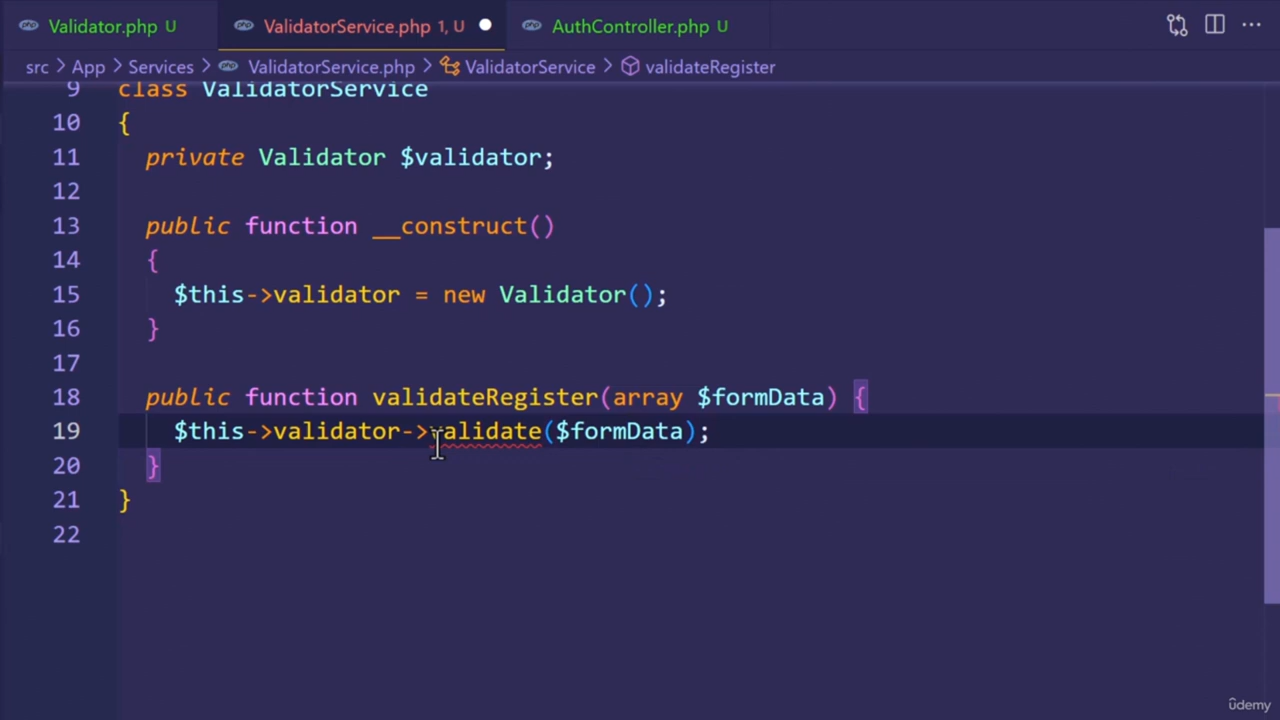 Validator.php U
ValidatorService.php 1, U
AuthController.php U
src > App > Services > ValidatorService.php > ValidatorService > validateRegister
9 class ValidatorService
10 {
11 private Validator $validator;
12
13 public function __construct()
14 {
15 $this->validator = new Validator();
16 }
17
18 public function validateRegister(array $formData) {
19 $this->validator->validate($formData);
20 }
21 }
22
ûdemy